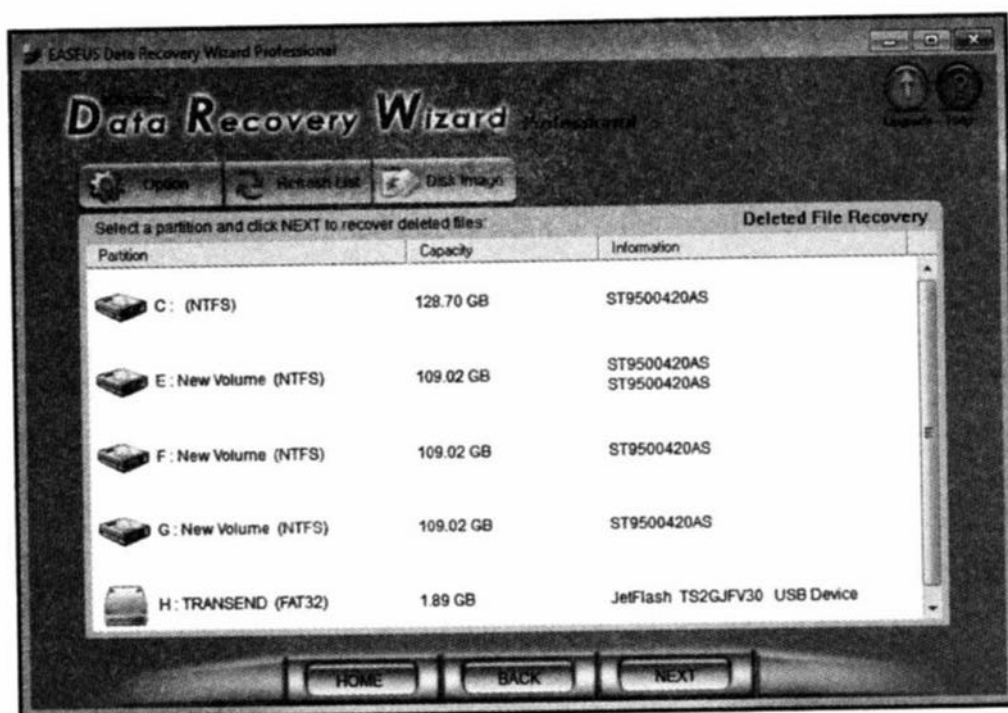 EASEUS Data Recovery Wizard Professional
Data Recovery Wizard Professional
Upgrade Help
Option Refresh List Disk Image
Select a partition and click NEXT to recover deleted files: Deleted File Recovery
Partition Capacity Information
C : (NTFS) 128.70 GB ST9500420AS
E : New Volume (NTFS) 109.02 GB ST9500420AS
ST9500420AS
F : New Volume (NTFS) 109.02 GB ST9500420AS
G : New Volume (NTFS) 109.02 GB ST9500420AS
H : TRANSEND (FAT32) 1.89 GB JetFlash TS2GJFV30 USB Device
HOME BACK NEXT